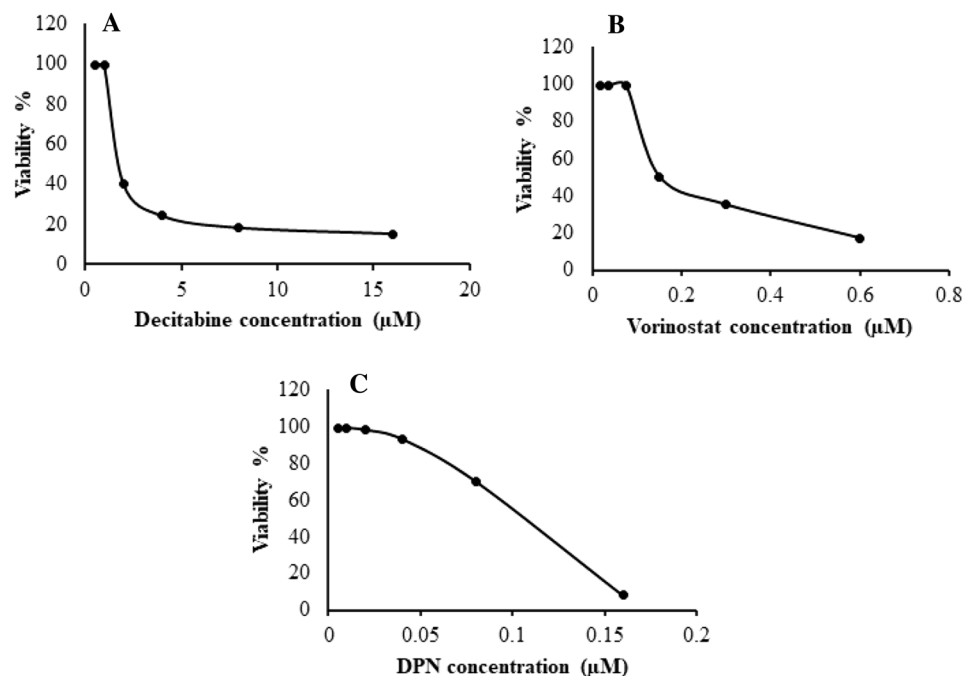 A
Viability %
120
100
80
60
40
20
0
0 5 10 15 20
Decitabine concentration (µM)
B
Viability %
120
100
80
60
40
20
0
0 0.2 0.4 0.6 0.8
Vorinostat concentration (µM)
C
Viability %
120
100
80
60
40
20
0
0 0.05 0.1 0.15 0.2
DPN concentration (µM)